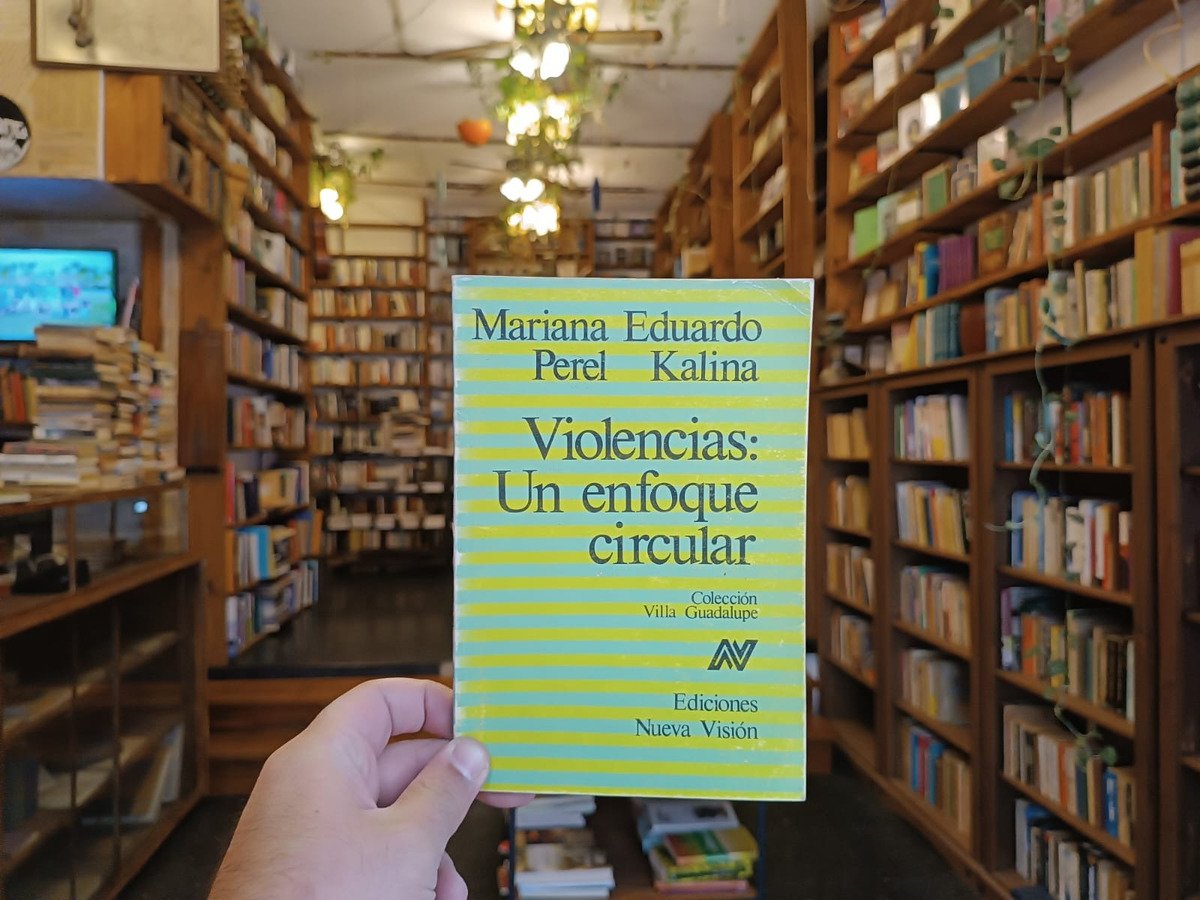 Mariana Eduardo
Perel Kalina
Violencias:
Un enfoque
circular
Colección
Villa Guadalupe
Ediciones
Nueva Visión